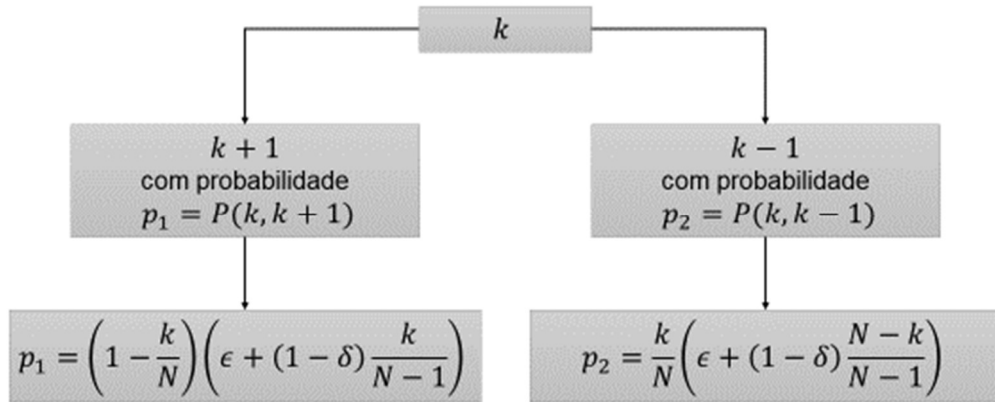 k
k + 1
com probabilidade
p₁ = P(k, k + 1)
k − 1
com probabilidade
p₂ = P(k, k − 1)
p₁ = (1 − k/N)(ϵ + (1 − δ) k/(N − 1))
p₂ = k/N (ϵ + (1 − δ) (N − k)/(N − 1))